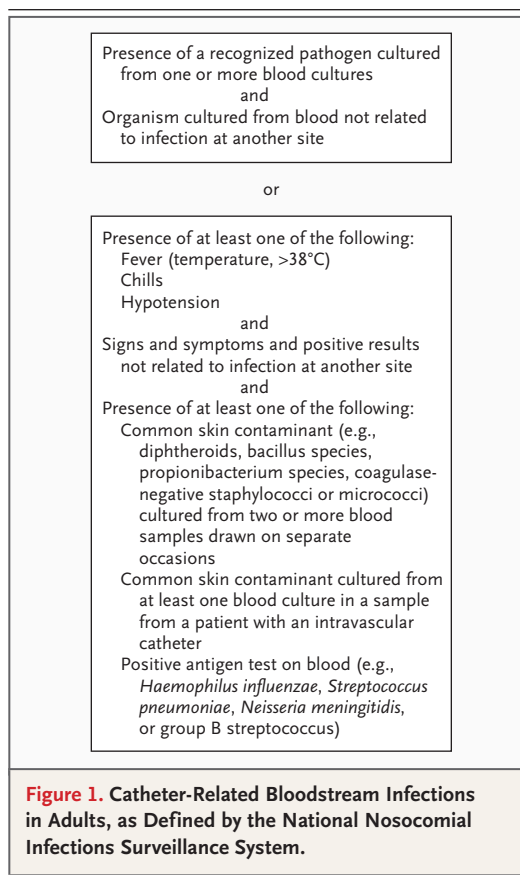 Presence of a recognized pathogen cultured
from one or more blood cultures
and
Organism cultured from blood not related
to infection at another site
or
Presence of at least one of the following:
Fever (temperature, >38°C)
Chills
Hypotension
and
Signs and symptoms and positive results
not related to infection at another site
and
Presence of at least one of the following:
Common skin contaminant (e.g.,
diphtheroids, bacillus species,
propionibacterium species, coagulase-
negative staphylococci or micrococci)
cultured from two or more blood
samples drawn on separate
occasions
Common skin contaminant cultured from
at least one blood culture in a sample
from a patient with an intravascular
catheter
Positive antigen test on blood (e.g.,
Haemophilus influenzae, Streptococcus
pneumoniae, Neisseria meningitidis,
or group B streptococcus)
Figure 1. Catheter-Related Bloodstream Infections
in Adults, as Defined by the National Nosocomial
Infections Surveillance System.